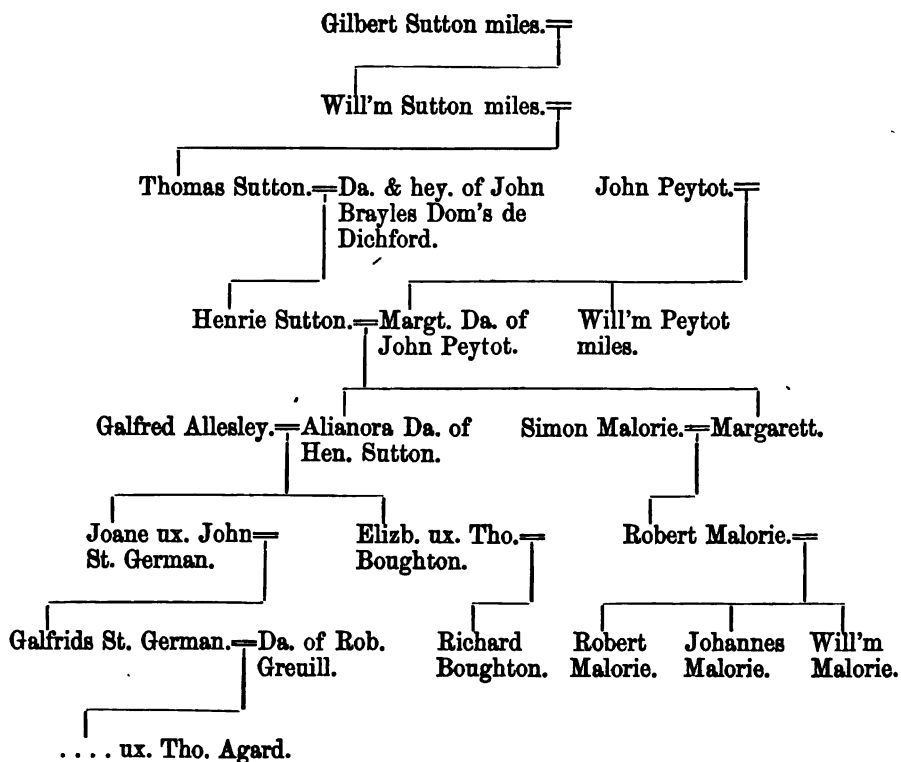 Gilbert Sutton miles.=
Will'm Sutton miles.=
Thomas Sutton.=Da. & hey. of John
Brayles Dom's de
Dichford.
John Peytot.=
Henrie Sutton.=Margt. Da. of
John Peytot.
Will'm Peytot
miles.
Galfred Allesley.=Alianora Da. of
Hen. Sutton.
Simon Malorie.=Margarett.
Joane ux. John=
St. German.
Elizb. ux. Tho.=
Boughton.
Robert Malorie.=
Galfrids St. German.=Da. of Rob.
Greuill.
Richard
Boughton.
Robert
Malorie.
Johannes
Malorie.
Will'm
Malorie.
. . . . ux. Tho. Agard.